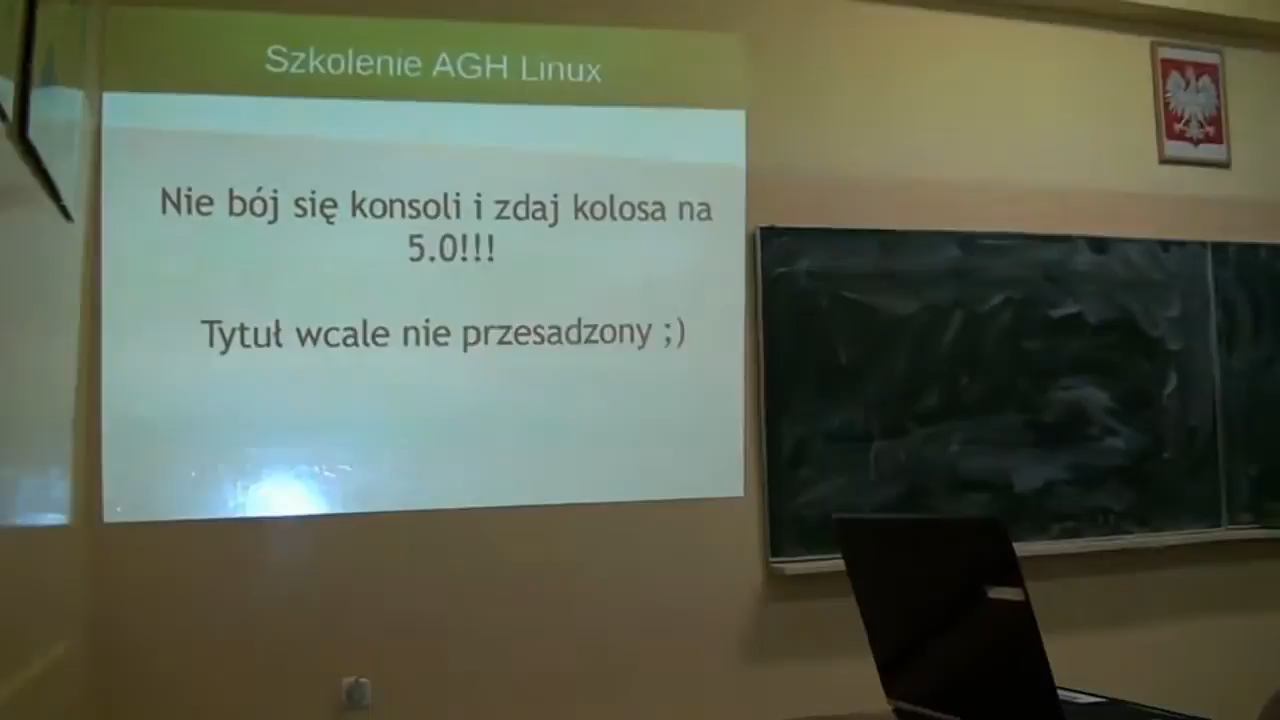 Szkolenie AGH Linux
Nie bój się konsoli i zdaj kolosa na
5.0!!!
Tytuł wcale nie przesadzony ;)